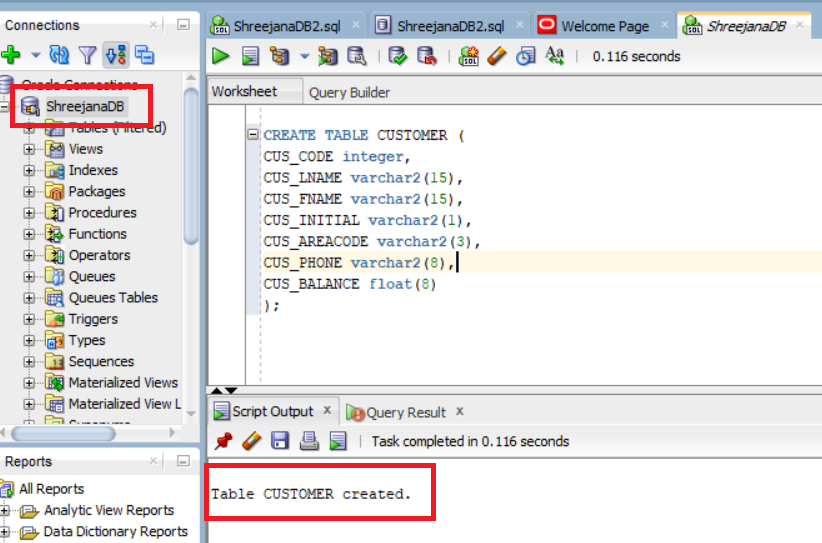 Connections
ShreejanaDB2.sql
ShreejanaDB2.sql
Welcome Page
ShreejanaDB
0.116 seconds
Oracle Connections
ShreejanaDB
Tables (Filtered)
Views
Indexes
Packages
Procedures
Functions
Operators
Queues
Queues Tables
Triggers
Types
Sequences
Materialized Views
Materialized View L
Synonyms
Worksheet
Query Builder
CREATE TABLE CUSTOMER (
CUS_CODE integer,
CUS_LNAME varchar2(15),
CUS_FNAME varchar2(15),
CUS_INITIAL varchar2(1),
CUS_AREACODE varchar2(3),
CUS_PHONE varchar2(8),
CUS_BALANCE float(8)
);
Script Output
Query Result
Task completed in 0.116 seconds
Table CUSTOMER created.
Reports
All Reports
Analytic View Reports
Data Dictionary Reports